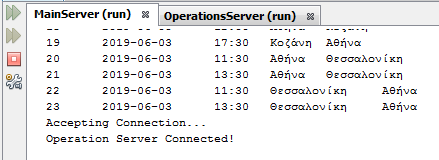 MainServer (run) OperationsServer (run)
19 2019-06-03 17:30 Κοζάνη Αθήνα
20 2019-06-03 11:30 Αθήνα Θεσσαλονίκη
21 2019-06-03 13:30 Αθήνα Θεσσαλονίκη
22 2019-06-03 11:30 Θεσσαλονίκη Αθήνα
23 2019-06-03 13:30 Θεσσαλονίκη Αθήνα
Accepting Connection...
Operation Server Connected!